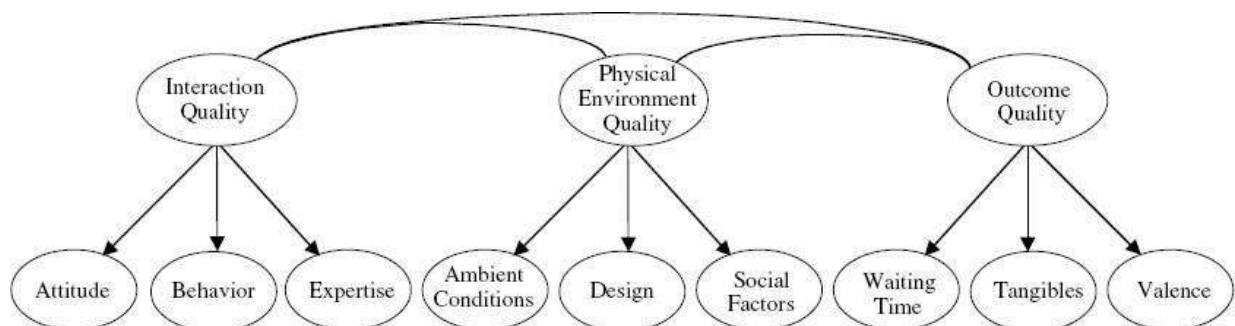 Interaction
Quality
Physical
Environment
Quality
Outcome
Quality
Attitude
Behavior
Expertise
Ambient
Conditions
Design
Social
Factors
Waiting
Time
Tangibles
Valence